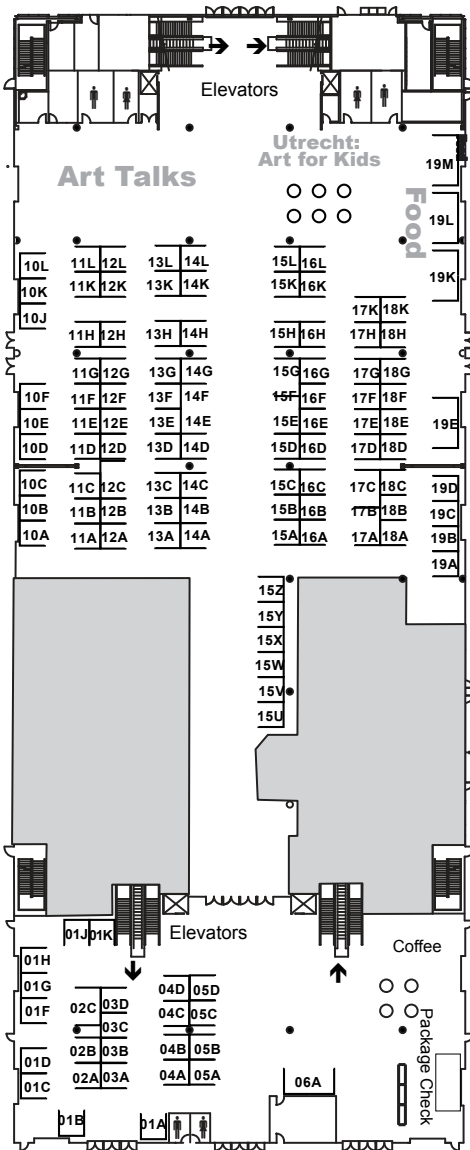 Elevators
Utrecht:
Art for Kids
Art Talks
Food
19M
19L
19K
10L 11L 12L 13L 14L 15L 16L
10K 11K 12K 13K 14K 15K 16K
10J 17K 18K
11H 12H 13H 14H 15H 16H 17H 18H
11G 12G 13G 14G 15G 16G 17G 18G
10F 11F 12F 13F 14F 15F 16F 17F 18F
10E 11E 12E 13E 14E 15E 16E 17E 18E 19E
10D 11D 12D 13D 14D 15D 16D 17D 18D
10C 11C 12C 13C 14C 15C 16C 17C 18C 19D
10B 11B 12B 13B 14B 15B 16B 17B 18B 19C
10A 11A 12A 13A 14A 15A 16A 17A 18A 19B
19A
15Z
15Y
15X
15W
15V
15U
01J 01K Elevators
Coffee
01H
01G 04D 05D
01F 02C 03D 04C 05C
03C
01D 02B 03B 04B 05B
01C 02A 03A 04A 05A 06A
Package Check
01B 01A